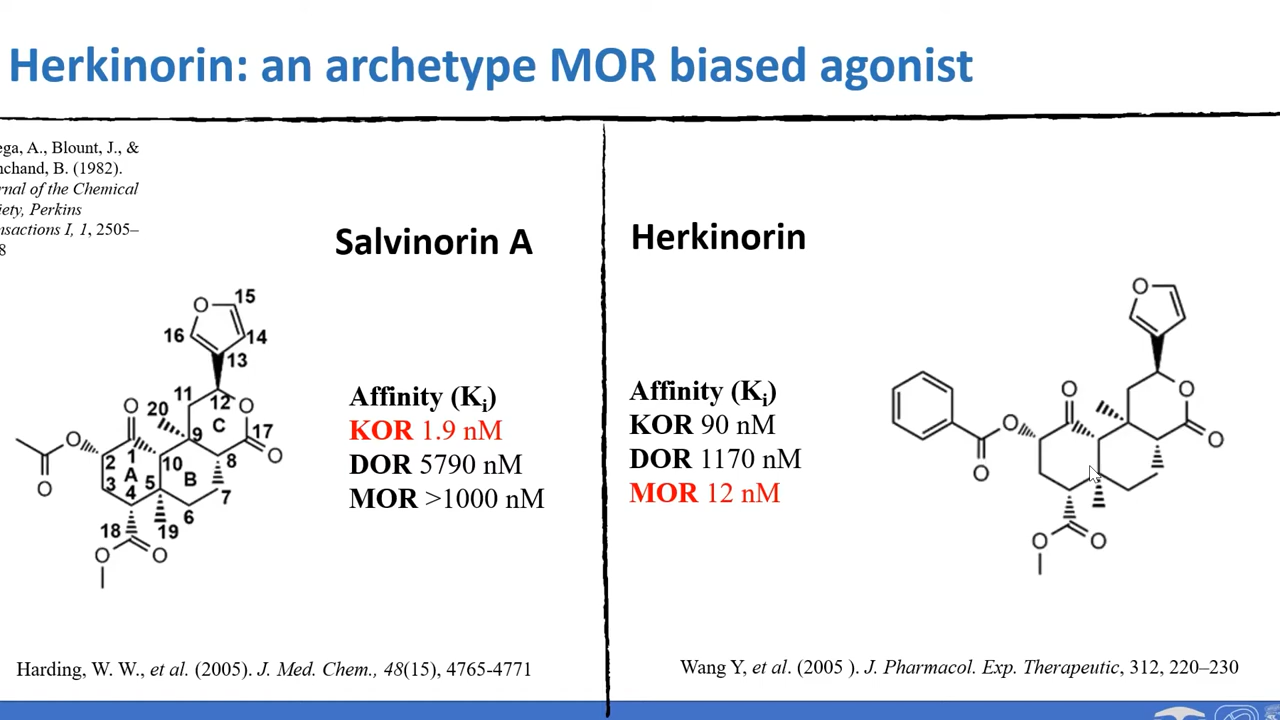 Herkinorin: an archetype MOR biased agonist
ega, A., Blount, J., &
nchand, B. (1982).
rnal of the Chemical
iety, Perkins
nsactions I, 1, 2505–
8
Salvinorin A
Herkinorin
O 15
16 14
13
11
20 12 O
O C 17
O 9 O
2 1 10 8
A B
3 4 5 7
O 6
18 19
O O
Affinity (Ki)
KOR 1.9 nM
DOR 5790 nM
MOR >1000 nM
Affinity (Ki)
KOR 90 nM
DOR 1170 nM
MOR 12 nM
O
O O
O O
O
O O
Harding, W. W., et al. (2005). J. Med. Chem., 48(15), 4765-4771
Wang Y, et al. (2005 ). J. Pharmacol. Exp. Therapeutic, 312, 220–230